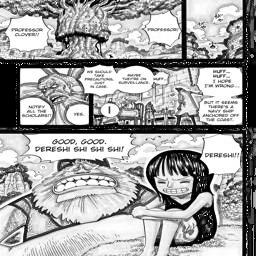 PROFESSOR!
PROFESSOR
CLOVER!!
HUFF...
HUFF...
I HOPE
I'M WRONG...
BUT IT SEEMS
THERE'S
A NAVY SHIP
ANCHORED OFF
THE COAST.
MAYBE
THEY'RE ON
SURVEILLANCE.
WE SHOULD
TAKE
PRECAUTIONS,
JUST
IN CASE.
!
YES.
NOTIFY
ALL THE
SCHOLARS!!
DERESHI!!
GOOD, GOOD.
DERESHI SHI SHI SHI!